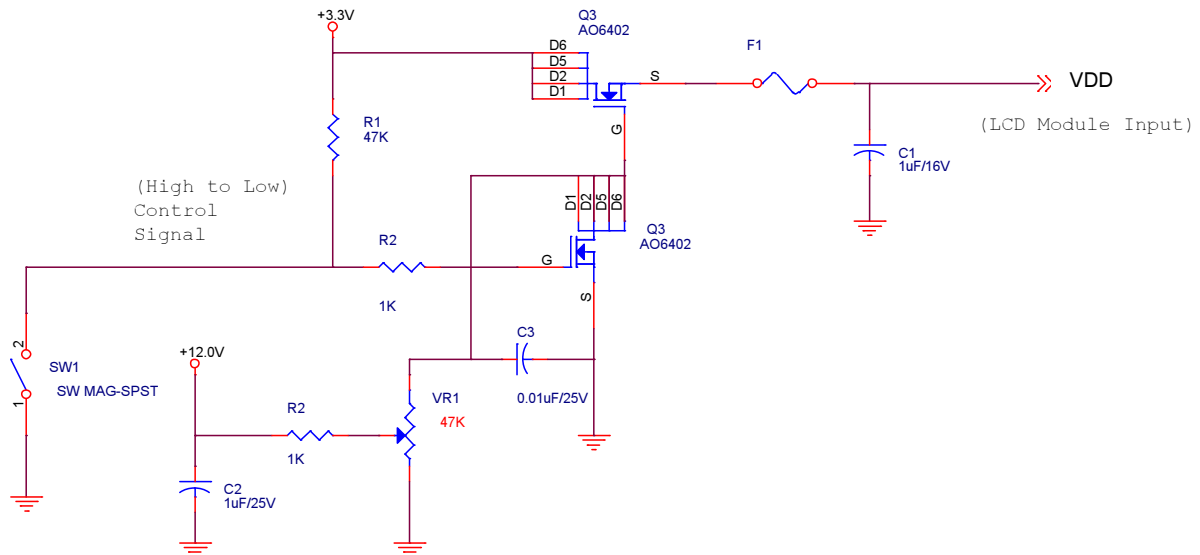 +3.3V
Q3
AO6402
D6
D5
D2
D1
S
G
F1
VDD
(LCD Module Input)
R1
47K
C1
1uF/16V
(High to Low)
Control
Signal
D1
D2
D5
D6
Q3
AO6402
R2
1K
G
S
2
1
SW1
SW MAG-SPST
+12.0V
C3
0.01uF/25V
VR1
47K
R2
1K
C2
1uF/25V